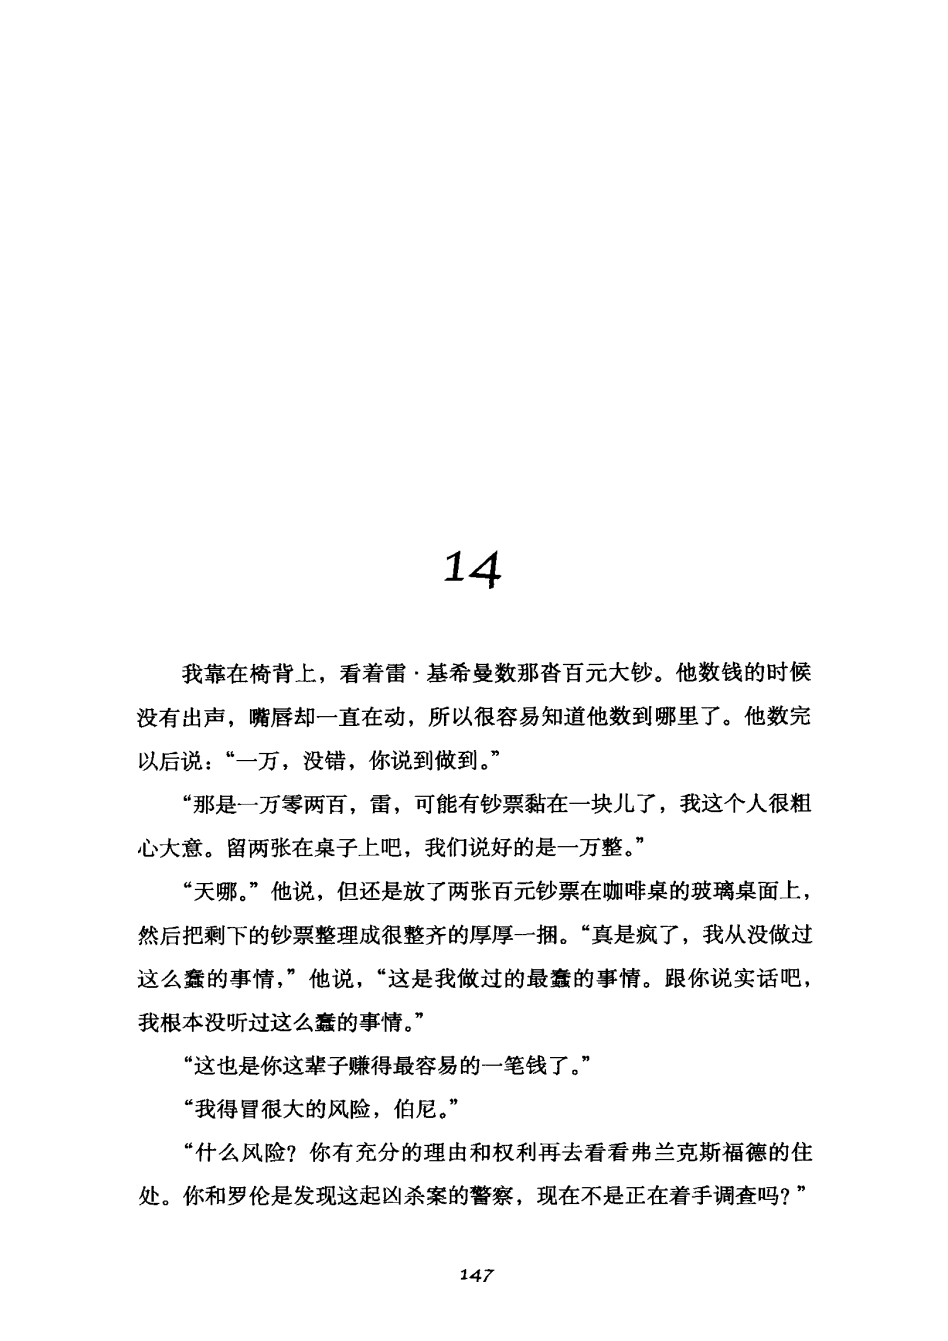 14
我靠在椅背上，看着雷·基希曼数那沓百元大钞。他数钱的时候
没有出声，嘴唇却一直在动，所以很容易知道他数到哪里了。他数完
以后说：“一万，没错，你说到做到。”
“那是一万零两百，雷，可能有钞票黏在一块儿了，我这个人很粗
心大意。留两张在桌子上吧，我们说好的是一万整。”
“天哪。”他说，但还是放了两张百元钞票在咖啡桌的玻璃桌面上，
然后把剩下的钞票整理成很整齐的厚厚一捆。“真是疯了，我从没做过
这么蠢的事情，”他说，“这是我做过的最蠢的事情。跟你说实话吧，
我根本没听过这么蠢的事情。”
“这也是你这辈子赚得最容易的一笔钱了。”
“我得冒很大的风险，伯尼。”
“什么风险？你有充分的理由和权利再去看看弗兰克斯福德的住
处。你和罗伦是发现这起凶杀案的警察，现在不是正在着手调查吗？”
147